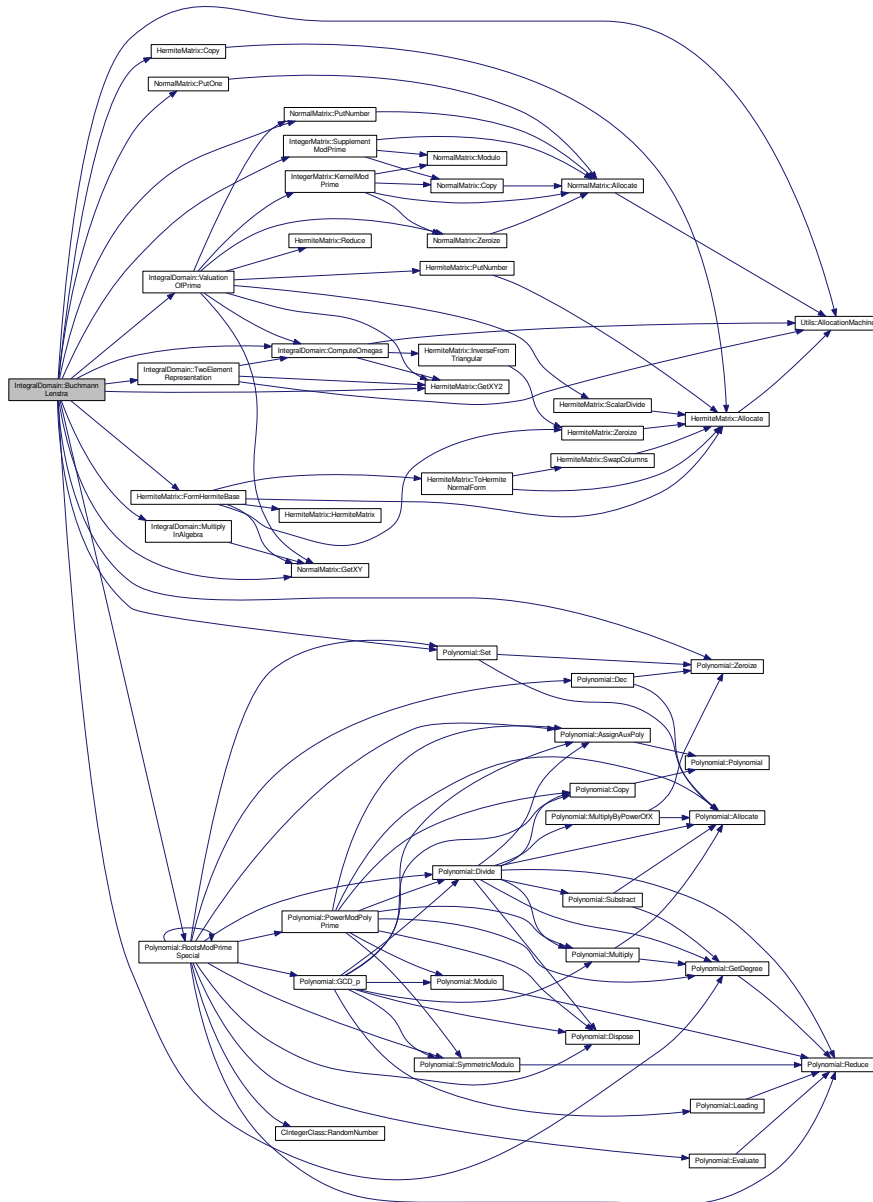 HermiteMatrix::Copy
NormalMatrix::PutOne
NormalMatrix::PutNumber
IntegerMatrix::Supplement
ModPrime
NormalMatrix::Modulo
IntegerMatrix::KernelMod
Prime
NormalMatrix::Copy
NormalMatrix::Allocate
NormalMatrix::Zeroize
HermiteMatrix::Reduce
IntegralDomain::Valuation
OfPrime
HermiteMatrix::PutNumber
Utils::AllocationMachine
IntegralDomain::ComputeOmegas
HermiteMatrix::InverseFrom
Triangular
IntegralDomain::TwoElement
Representation
IntegralDomain::Buchmann
Lenstra
HermiteMatrix::GetXY2
HermiteMatrix::ScalarDivide
HermiteMatrix::Allocate
HermiteMatrix::Zeroize
HermiteMatrix::SwapColumns
HermiteMatrix::ToHermite
NormalForm
HermiteMatrix::FormHermiteBase
HermiteMatrix::HermiteMatrix
IntegralDomain::Multiply
InAlgebra
NormalMatrix::GetXY
Polynomial::Set
Polynomial::Zeroize
Polynomial::Dec
Polynomial::AssignAuxPoly
Polynomial::Polynomial
Polynomial::Copy
Polynomial::MultiplyByPowerOfX
Polynomial::Allocate
Polynomial::Divide
Polynomial::Substract
Polynomial::PowerModPoly
Prime
Polynomial::RootsModPrime
Special
Polynomial::Multiply
Polynomial::GetDegree
Polynomial::GCD_p
Polynomial::Modulo
Polynomial::Dispose
Polynomial::SymmetricModulo
Polynomial::Reduce
Polynomial::Leading
CIntegerClass::RandomNumber
Polynomial::Evaluate